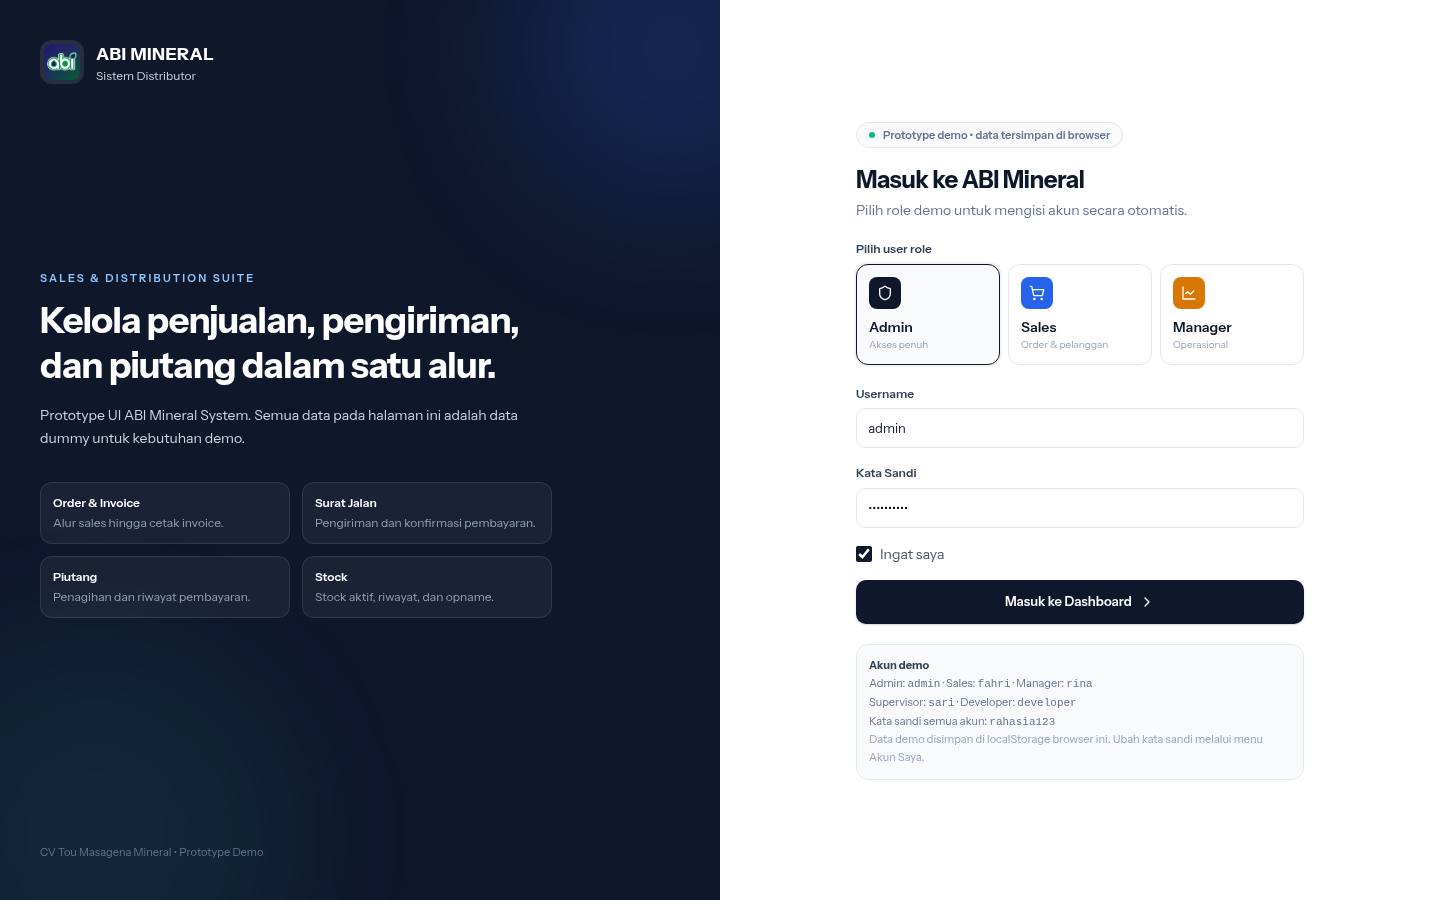 abi
ABI MINERAL
Sistem Distributor
SALES & DISTRIBUTION SUITE
Kelola penjualan, pengiriman,
dan piutang dalam satu alur.
Prototype UI ABI Mineral System. Semua data pada halaman ini adalah data
dummy untuk kebutuhan demo.
Order & Invoice
Alur sales hingga cetak invoice.
Surat Jalan
Pengiriman dan konfirmasi pembayaran.
Piutang
Penagihan dan riwayat pembayaran.
Stock
Stock aktif, riwayat, dan opname.
CV Tou Masagena Mineral • Prototype Demo
Prototype demo • data tersimpan di browser
Masuk ke ABI Mineral
Pilih role demo untuk mengisi akun secara otomatis.
Pilih user role
Admin
Akses penuh
Sales
Order & pelanggan
Manager
Operasional
Username
admin
Kata Sandi
••••••••••
Ingat saya
Masuk ke Dashboard
Akun demo
Admin: admin · Sales: fahri · Manager: rina
Supervisor: sari · Developer: developer
Kata sandi semua akun: rahasia123
Data demo disimpan di localStorage browser ini. Ubah kata sandi melalui menu
Akun Saya.